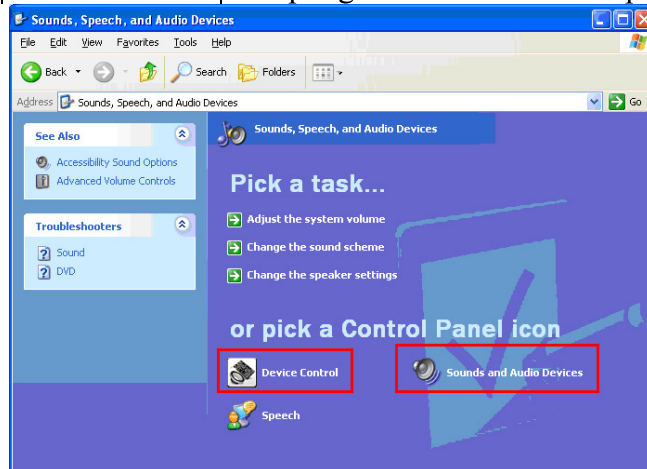 Sounds, Speech, and Audio Devices
File Edit View Favorites Tools Help
Back Search Folders
Address Sounds, Speech, and Audio Devices Go
See Also
Accessibility Sound Options
Advanced Volume Controls
Troubleshooters
? Sound
? DVD
Sounds, Speech, and Audio Devices
Pick a task...
Adjust the system volume
Change the sound scheme
Change the speaker settings
or pick a Control Panel icon
Device Control
Sounds and Audio Devices
Speech